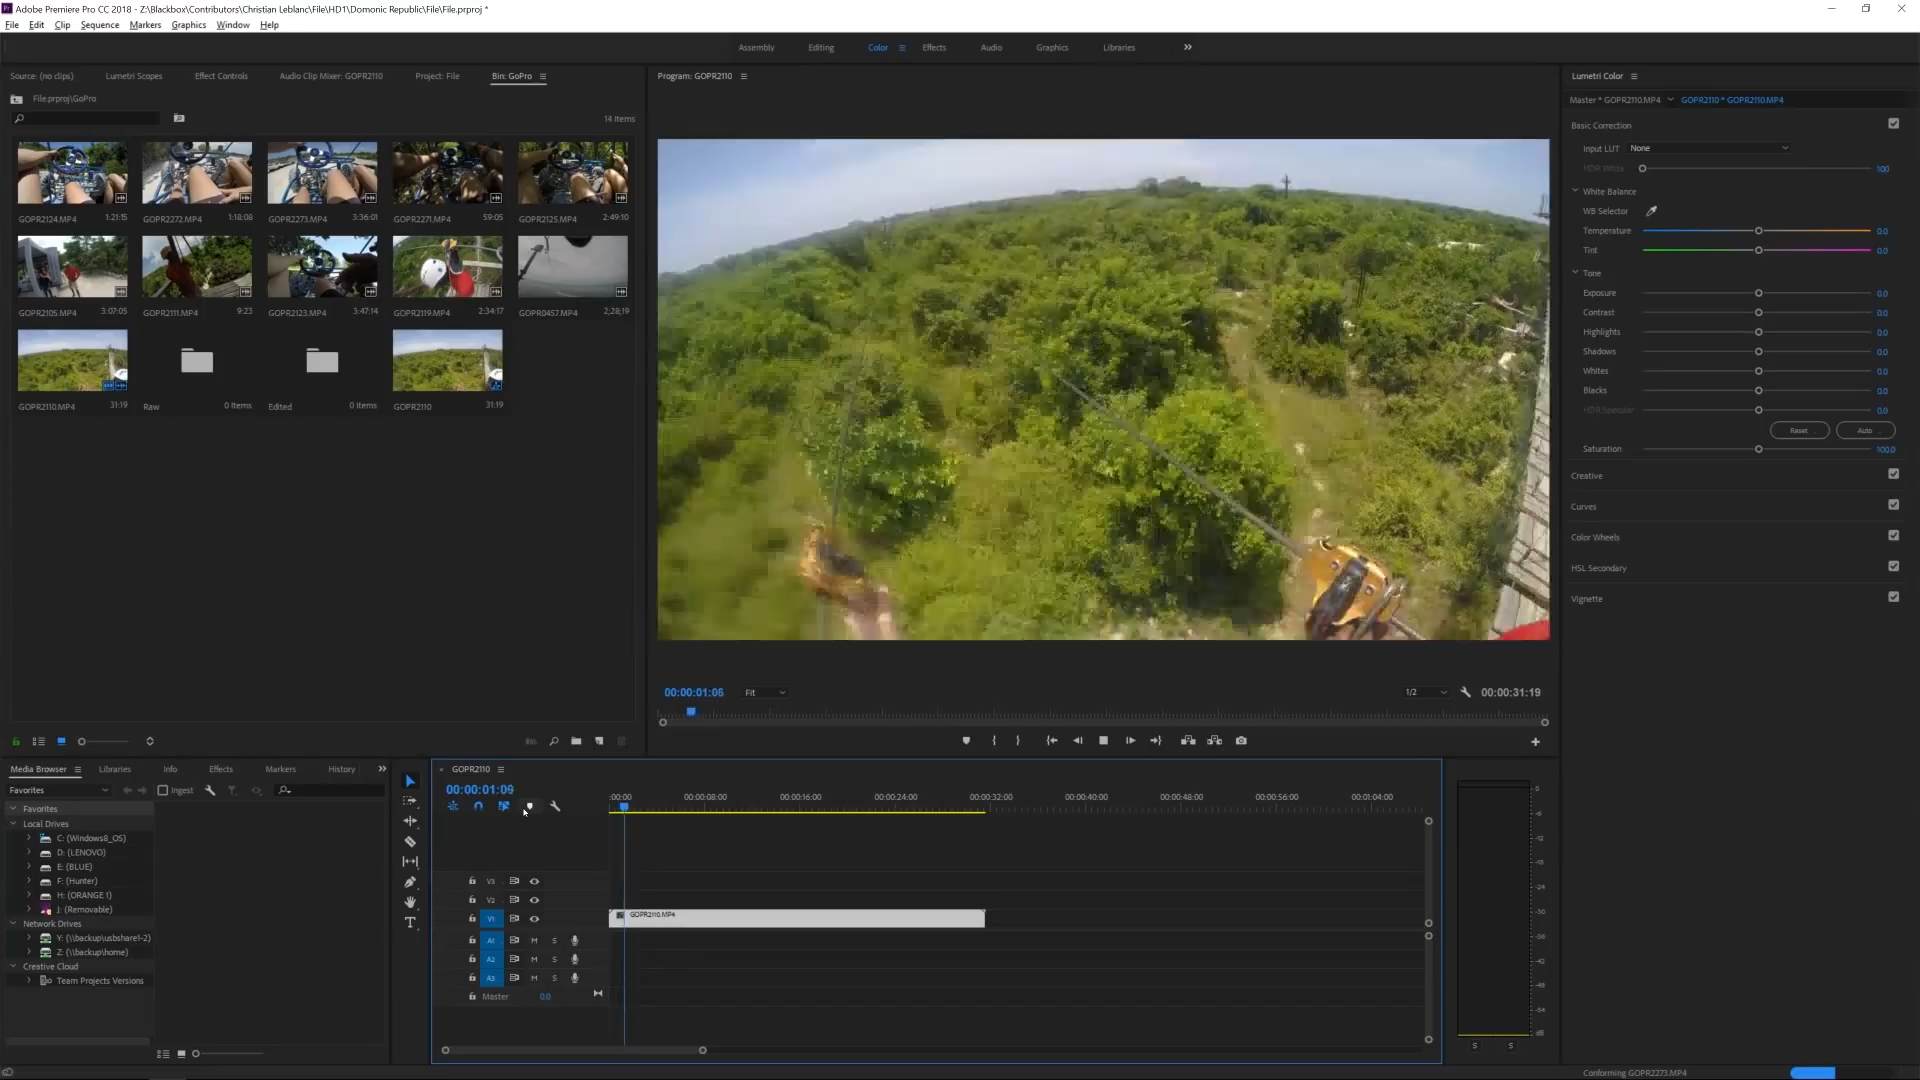 Adobe Premiere Pro CC 2018 - Z:\Blackbox\Contributors\Christian Leblanc\File\HD1\Domonic Republic\File\File.prproj *
File Edit Clip Sequence Markers Graphics Window Help
Assembly Editing Color Effects Audio Graphics Libraries
Source: (no clips) Lumetri Scopes Effect Controls Audio Clip Mixer: GOPR2110 Project: File Bin: GoPro
File.prproj\GoPro
14 Items
GOPR2124.MP4 1:21:15 GOPR2272.MP4 1:18:08 GOPR2273.MP4 3:36:01 GOPR2271.MP4 59:05 GOPR2125.MP4 2:49:10
GOPR2105.MP4 3:07:05 GOPR2111.MP4 9:23 GOPR2123.MP4 3:47:14 GOPR2119.MP4 2:34:17 GOPR0457.MP4 2;28;19
GOPR2110.MP4 31:19 Raw 0 Items Edited 0 Items GOPR2110 31:19
Program: GOPR2110
00:00:01:06 Fit 1/2 00:00:31:19
Lumetri Color
Master * GOPR2110.MP4 GOPR2110 * GOPR2110.MP4
Basic Correction
Input LUT None
HDR White 100
White Balance
WB Selector
Temperature 0.0
Tint 0.0
Tone
Exposure 0.0
Contrast 0.0
Highlights 0.0
Shadows 0.0
Whites 0.0
Blacks 0.0
HDR Specular 0.0
Reset Auto
Saturation 100.0
Creative
Curves
Color Wheels
HSL Secondary
Vignette
Media Browser Libraries Info Effects Markers History
Favorites Ingest
Favorites
Local Drives
C: (Windows8_OS)
D: (LENOVO)
E: (BLUE)
F: (Hunter)
H: (ORANGE 1)
J: (Removable)
Network Drives
Y: (\\backup\usbshare1-2)
Z: (\\backup\home)
Creative Cloud
Team Projects Versions
GOPR2110
00:00:01:09
:00:00 00:00:08:00 00:00:16:00 00:00:24:00 00:00:32:00 00:00:40:00 00:00:48:00 00:00:56:00 00:01:04:00
V3
V2
V1 GOPR2110.MP4
A1 M S
A2 M S
A3 M S
Master 0.0
0
-6
-12
-18
-24
-30
-36
-42
-48
-54
dB
S S
Conforming GOPR2273.MP4